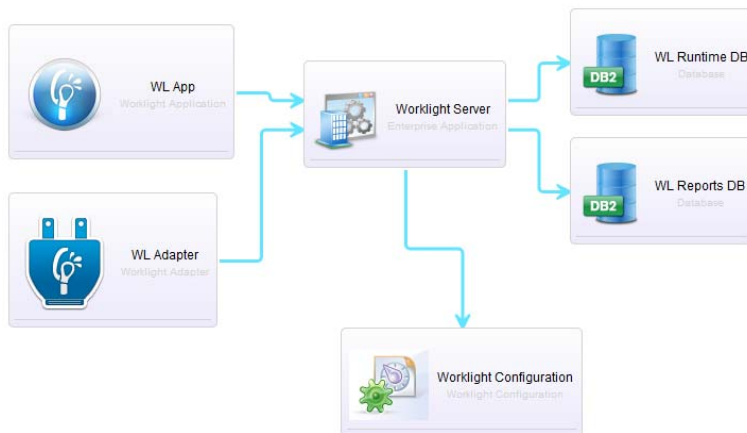 WL App
Worklight Application
WL Adapter
Worklight Adapter
Worklight Server
Enterprise Application
DB2
WL Runtime DB
Database
DB2
WL Reports DB
Database
Worklight Configuration
Worklight Configuration